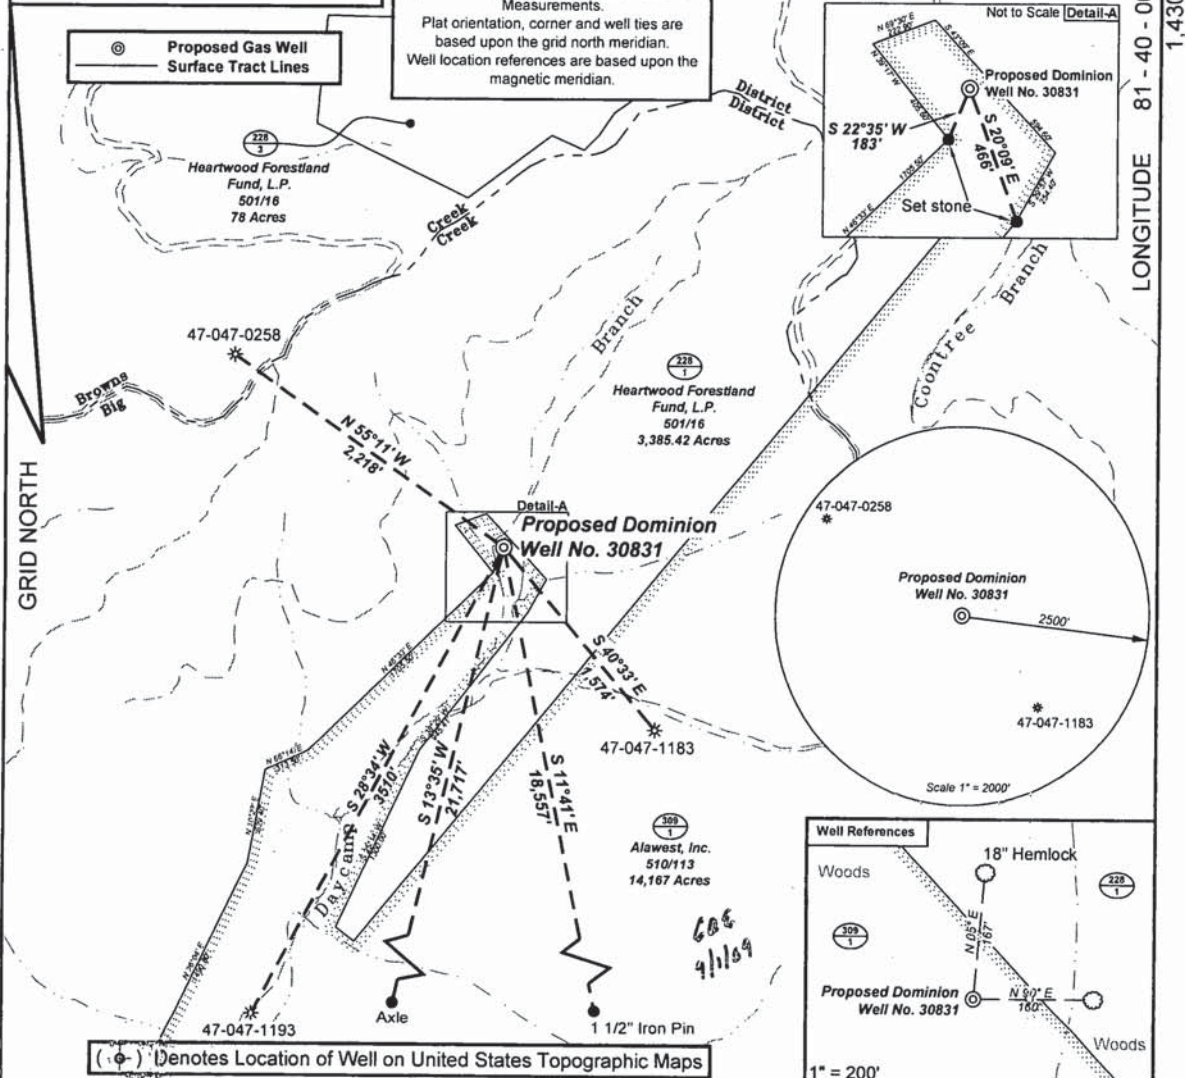 Measurements.
Plat orientation, corner and well ties are
based upon the grid north meridian.
Well location references are based upon the
magnetic meridian.
Proposed Gas Well
Surface Tract Lines
Not to Scale
Detail-A
Proposed Dominion
Well No. 30831
S 22°35' W
183'
S 20°09' E
466'
Set stone
LONGITUDE 81 - 40 - 0
1,430
District
District
228
3
Heartwood Forestland
Fund, L.P.
501/16
78 Acres
Creek
Creek
Branch
Branch
Coontree
47-047-0258
Browns
Big
N 55°11' W
2,218'
228
1
Heartwood Forestland
Fund, L.P.
501/16
3,385.42 Acres
GRID NORTH
Detail-A
Proposed Dominion
Well No. 30831
47-047-0258
Proposed Dominion
Well No. 30831
2500'
47-047-1183
Scale 1" = 2000'
S 40°33' E
1,574'
47-047-1183
S 28°34' W
3510'
S 13°35' W
21,717'
S 11°41' E
18,557'
Daycamp
309
1
Alawest, Inc.
510/113
14,167 Acres
Well References
18" Hemlock
Woods
228
1
N 05° E
167'
309
1
Proposed Dominion
Well No. 30831
N 90° E
160'
Woods
1" = 200'
47-047-1193
Axle
1 1/2" Iron Pin
Denotes Location of Well on United States Topographic Maps